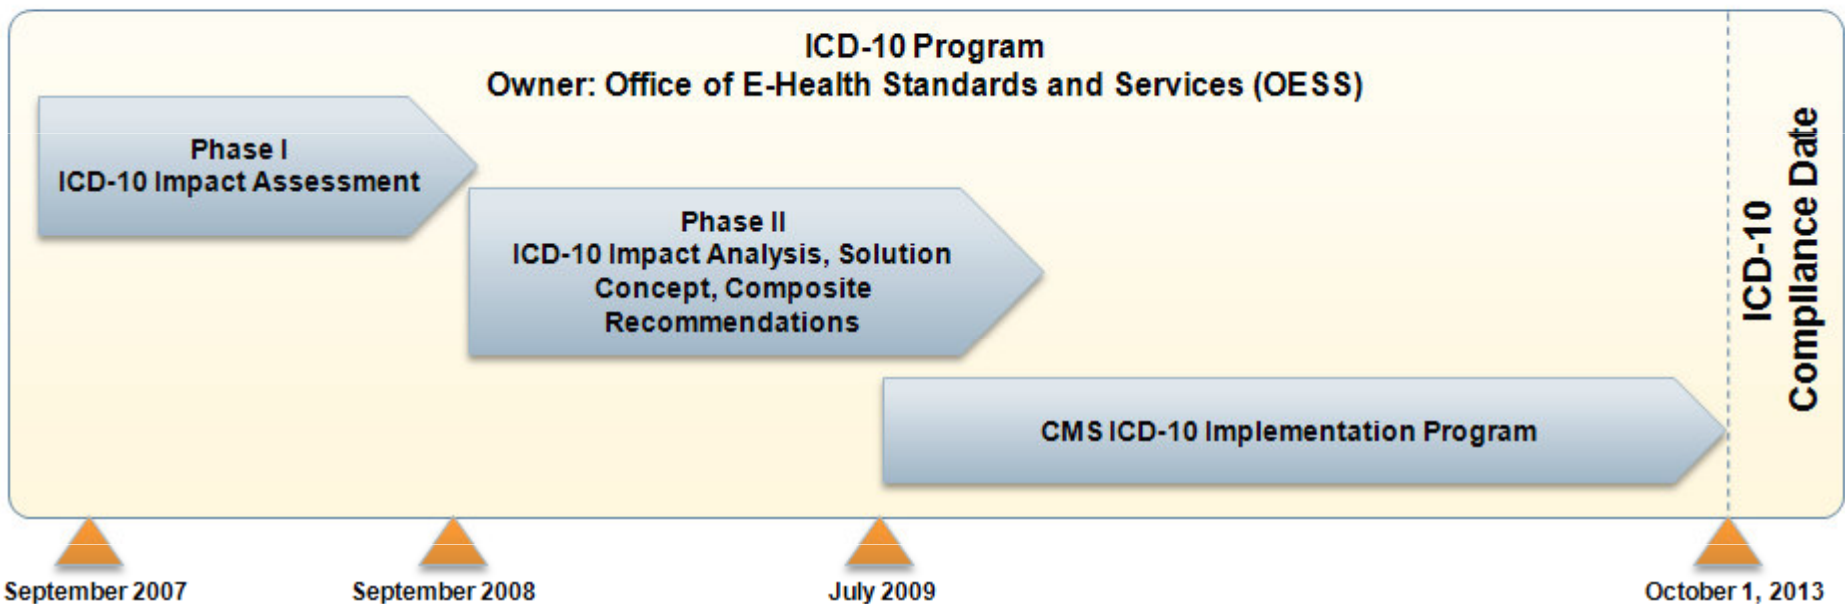 ICD-10 Program
Owner: Office of E-Health Standards and Services (OESS)
Phase I
ICD-10 Impact Assessment
Phase II
ICD-10 Impact Analysis, Solution
Concept, Composite
Recommendations
CMS ICD-10 Implementation Program
ICD-10
Compliance Date
September 2007
September 2008
July 2009
October 1, 2013